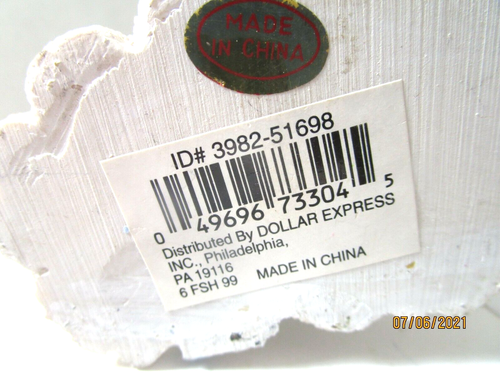 MADE
IN CHINA
ID# 3982-51698
0 49696 73304 5
Distributed By DOLLAR EXPRESS
INC., Philadelphia,
PA 19116
6 FSH 99 MADE IN CHINA
07/06/2021